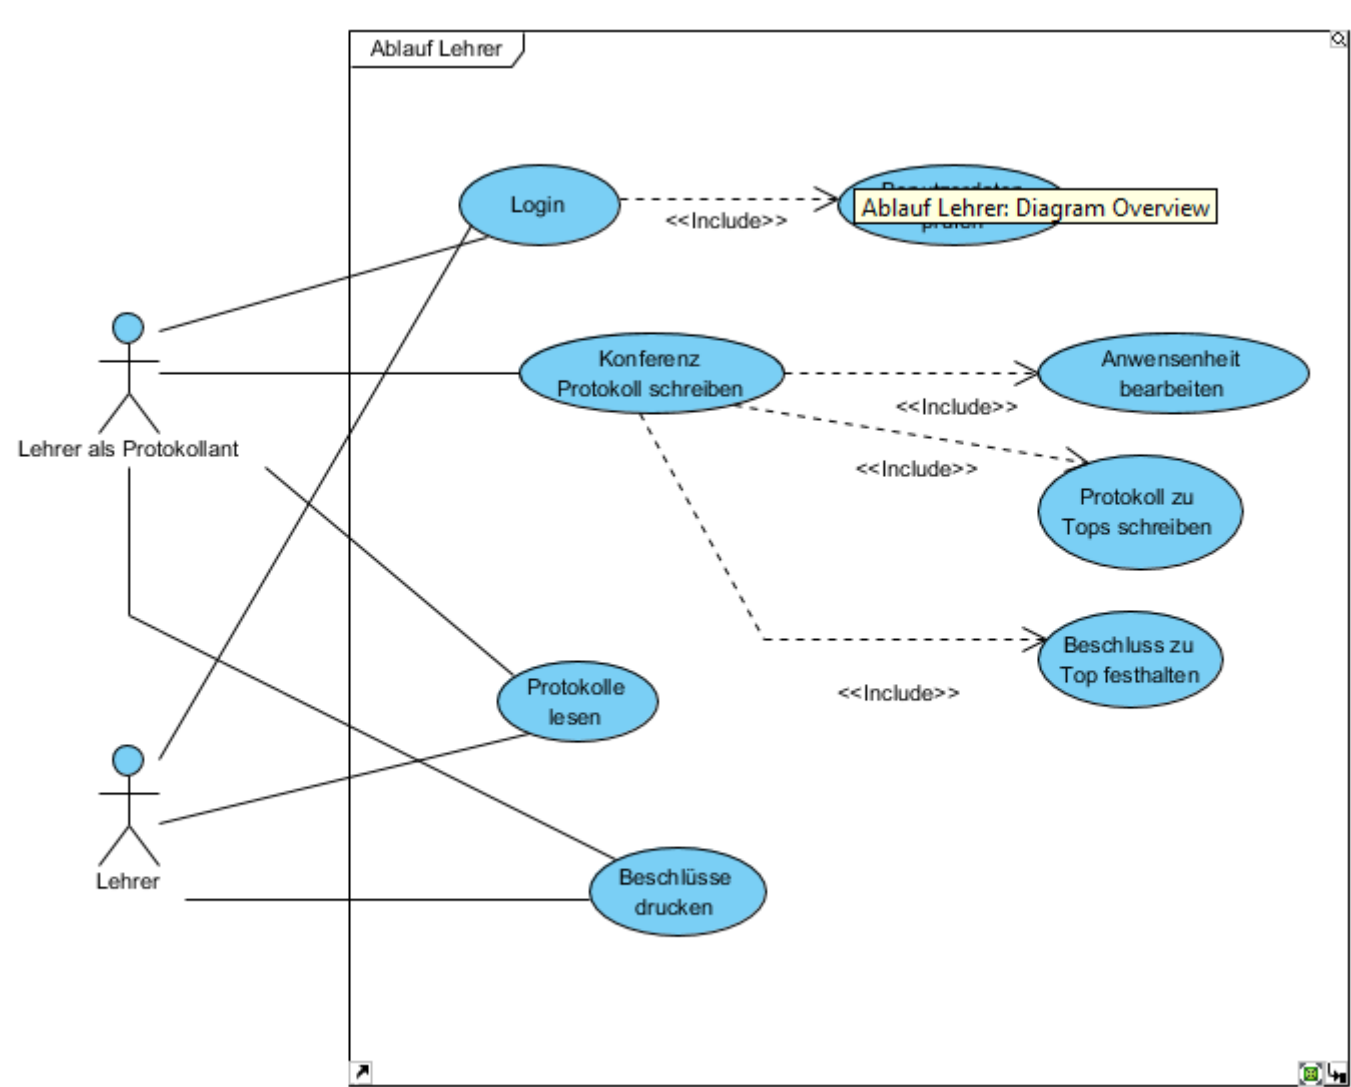 Ablauf Lehrer
Login
<<Include>>
Ablauf Lehrer: Diagram Overview
prüfen
Konferenz
Protokoll schreiben
<<Include>>
Anwensenheit
bearbeiten
<<Include>>
Protokoll zu
Tops schreiben
Lehrer als Protokollant
Beschluss zu
Top festhalten
<<Include>>
Protokolle
lesen
Lehrer
Beschlüsse
drucken